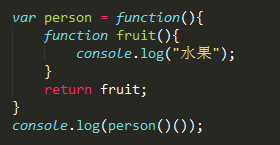 var person = function(){
    function fruit(){
        console.log("水果");
    }
    return fruit;
}
console.log(person()());